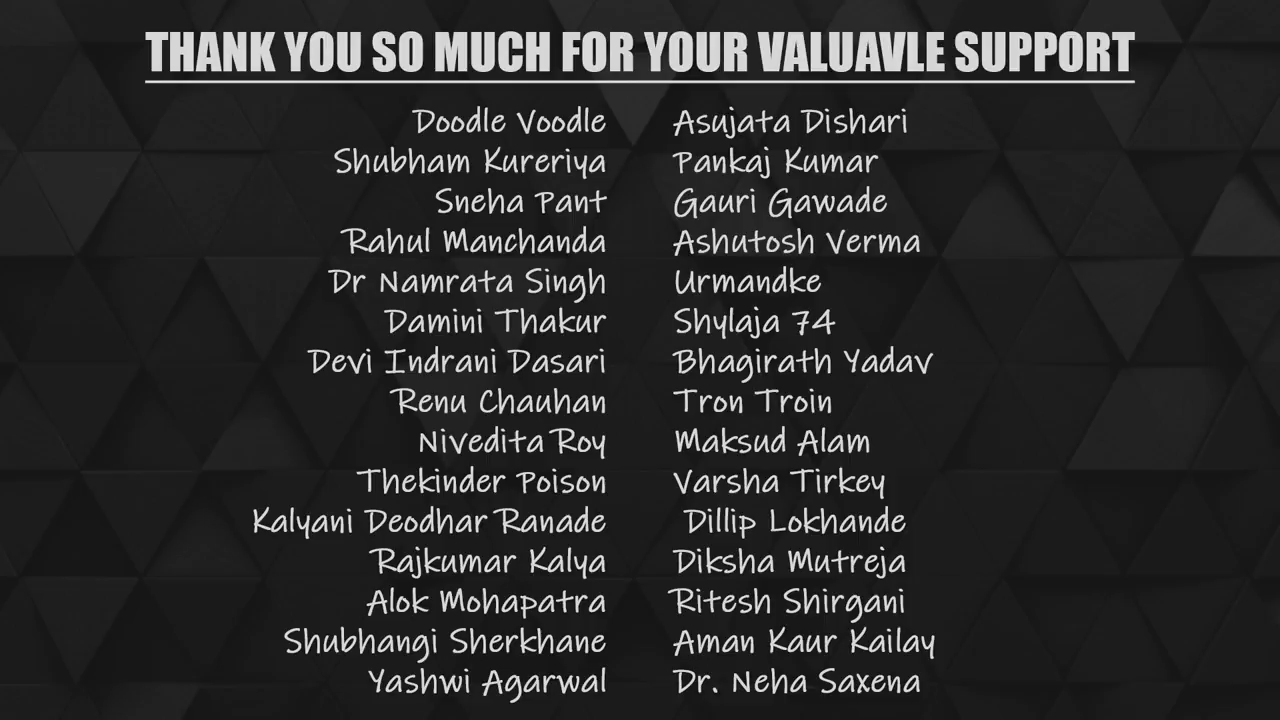 THANK YOU SO MUCH FOR YOUR VALUAVLE SUPPORT
Doodle Voodle
Shubham Kureriya
Sneha Pant
Rahul Manchanda
Dr Namrata Singh
Damini Thakur
Devi Indrani Dasari
Renu Chauhan
Nivedita Roy
Thekinder Poison
Kalyani Deodhar Ranade
Rajkumar Kalya
Alok Mohapatra
Shubhangi Sherkhane
Yashwi Agarwal
Asujata Dishari
Pankaj Kumar
Gauri Gawade
Ashutosh Verma
Urmandke
Shylaja 74
Bhagirath Yadav
Tron Troin
Maksud Alam
Varsha Tirkey
Dillip Lokhande
Diksha Mutreja
Ritesh Shirgani
Aman Kaur Kailay
Dr. Neha Saxena